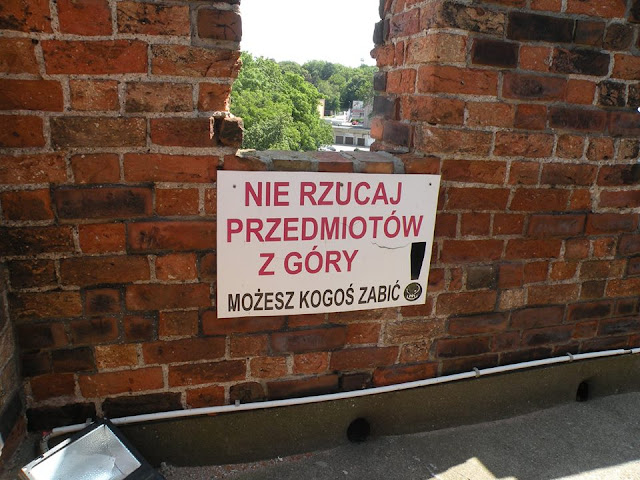 NIE RZUCAJ
PRZEDMIOTÓW
Z GÓRY !
MOŻESZ KOGOŚ ZABIĆ